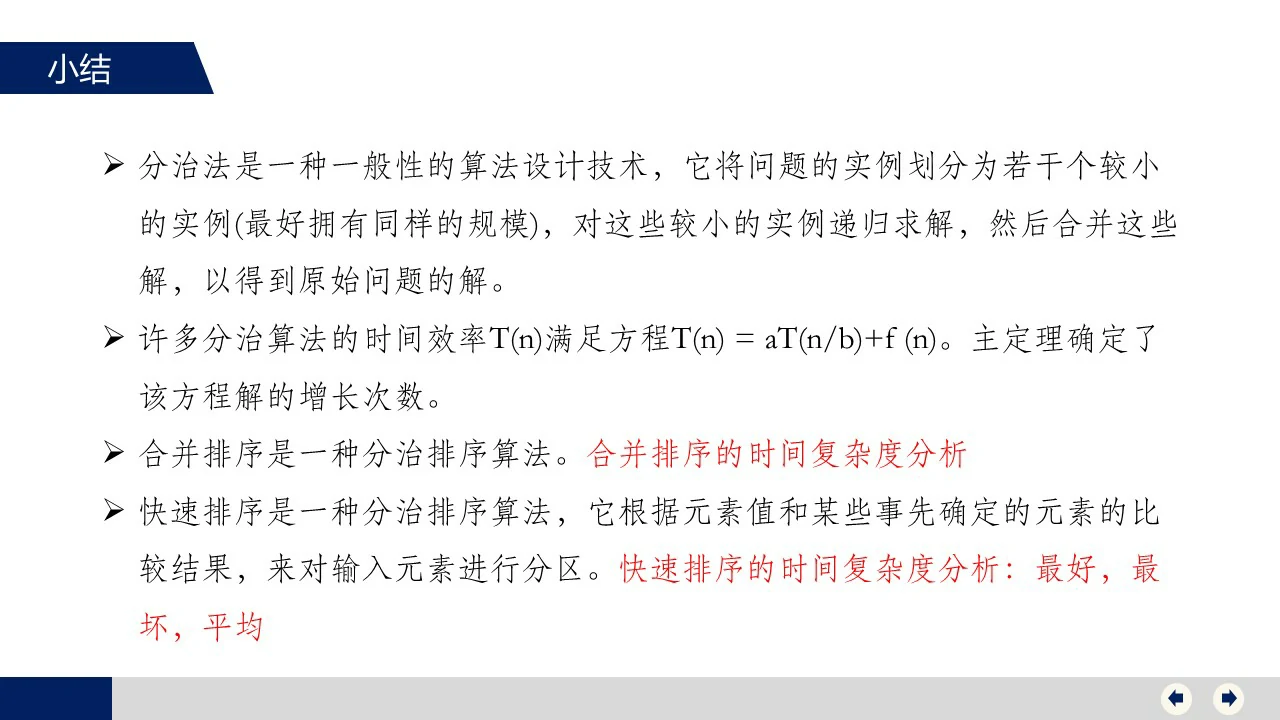 小结
分治法是一种一般性的算法设计技术，它将问题的实例划分为若干个较小
的实例(最好拥有同样的规模)，对这些较小的实例递归求解，然后合并这些
解，以得到原始问题的解。
许多分治算法的时间效率T(n)满足方程T(n) = aT(n/b)+f (n)。主定理确定了
该方程解的增长次数。
合并排序是一种分治排序算法。合并排序的时间复杂度分析
快速排序是一种分治排序算法，它根据元素值和某些事先确定的元素的比
较结果，来对输入元素进行分区。快速排序的时间复杂度分析：最好，最
坏，平均